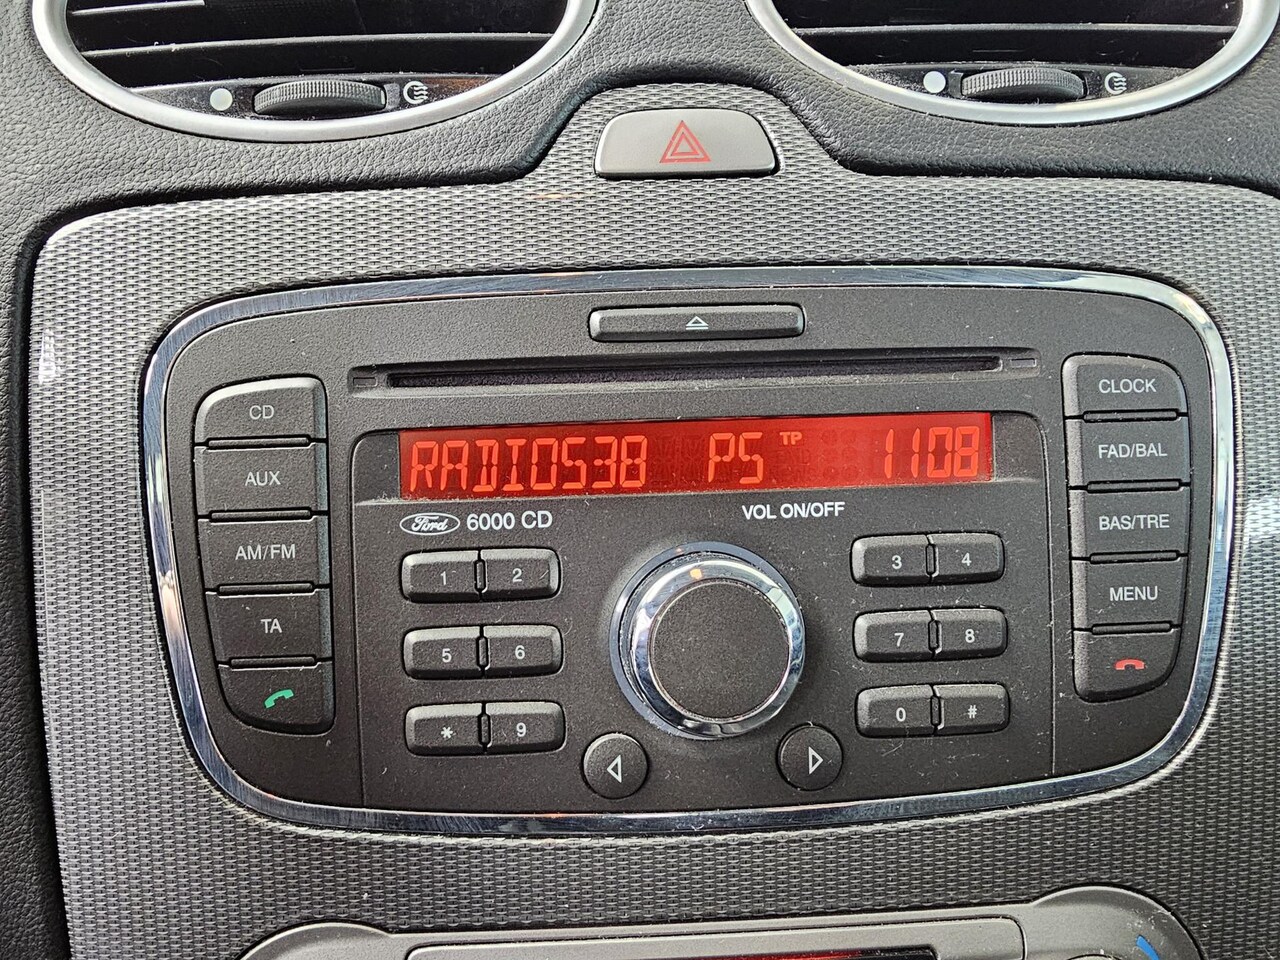 CD
AUX
AM/FM
TA
RADIO538 PS TP 1108
Ford 6000 CD
VOL ON/OFF
1 2
3 4
5 6
7 8
* 9
0 #
CLOCK
FAD/BAL
BAS/TRE
MENU